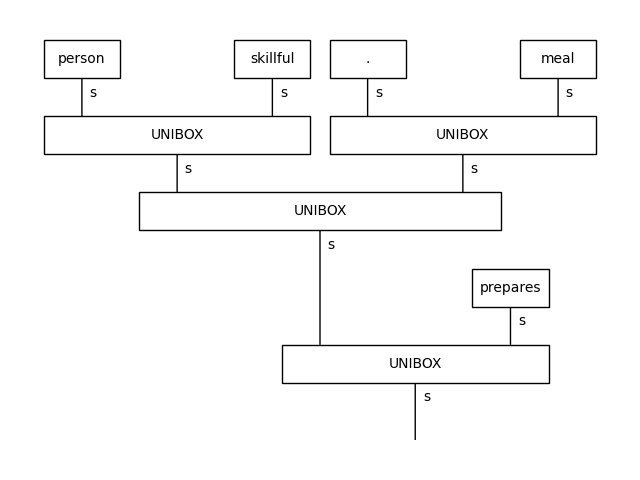 person skillful . meal
s s s s
UNIBOX UNIBOX
s s
UNIBOX
s
prepares
s
UNIBOX
s